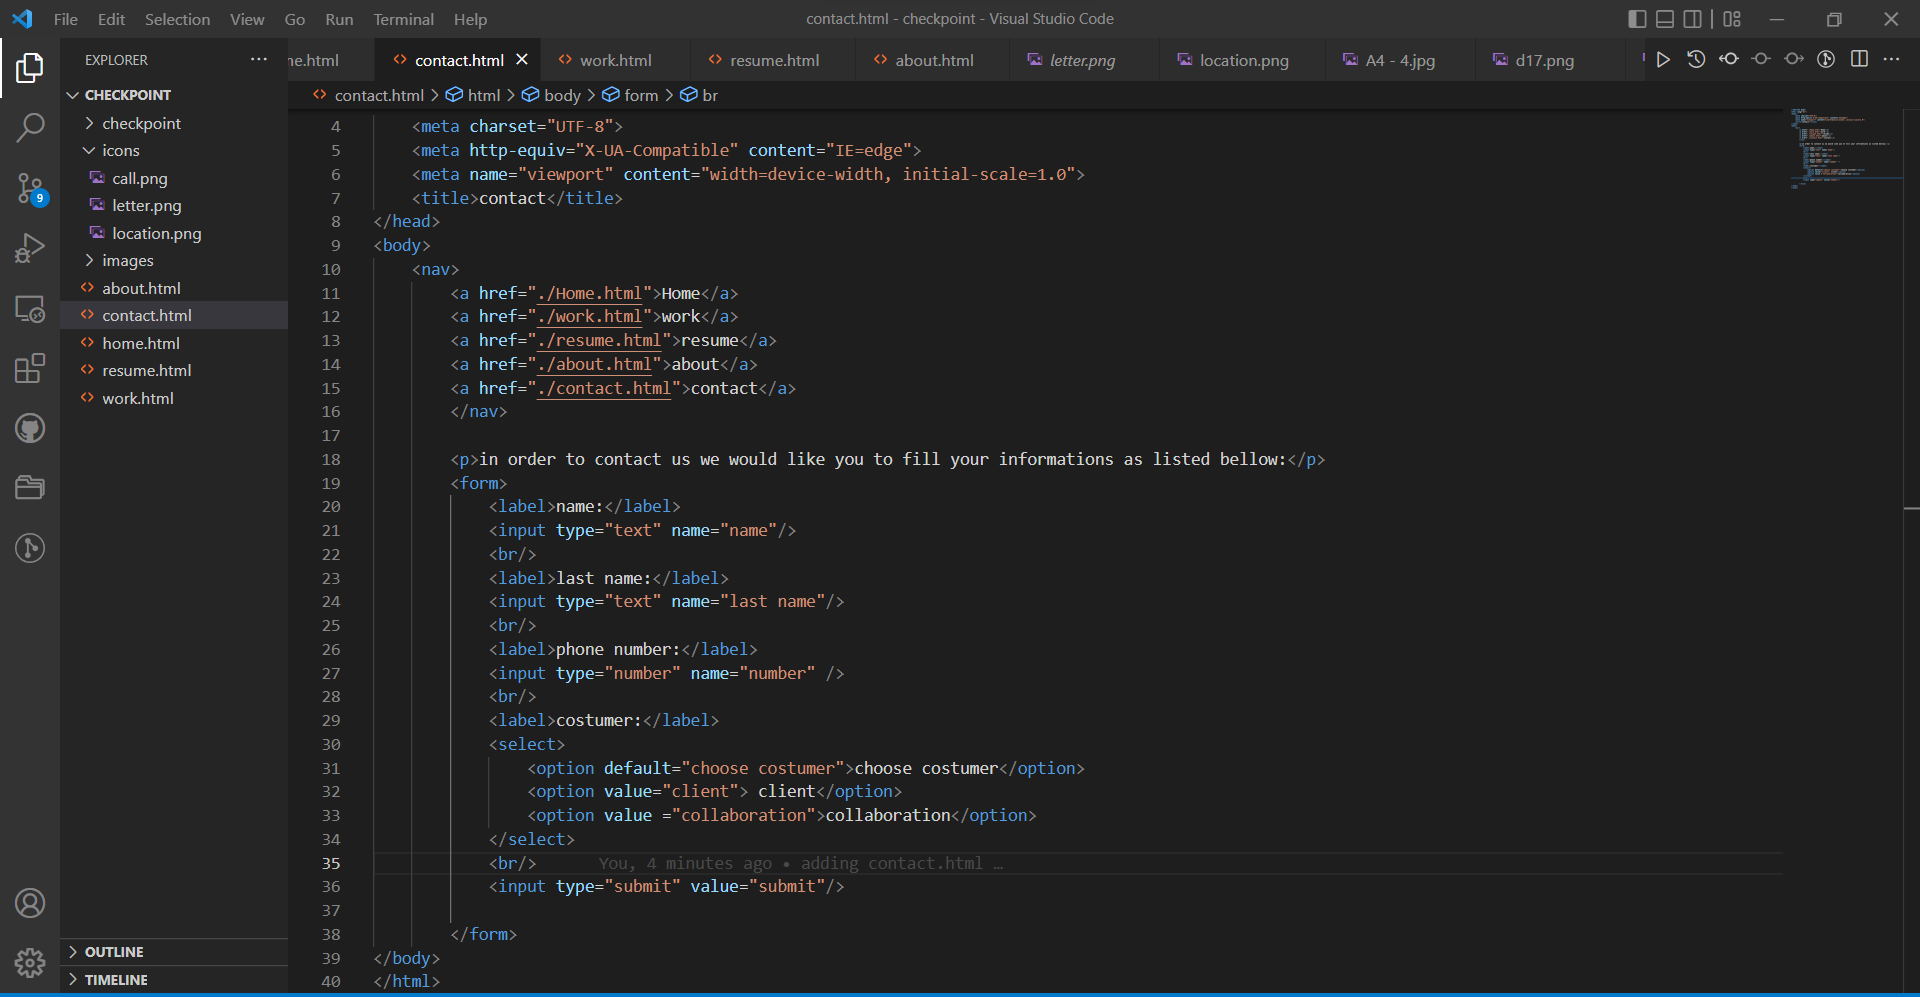 File Edit Selection View Go Run Terminal Help
contact.html - checkpoint - Visual Studio Code
EXPLORER
CHECKPOINT
checkpoint
icons
call.png
letter.png
location.png
images
about.html
contact.html
home.html
resume.html
work.html
OUTLINE
TIMELINE
9
ne.html contact.html work.html resume.html about.html letter.png location.png A4 - 4.jpg d17.png
contact.html > html > body > form > br
4 <meta charset="UTF-8">
5 <meta http-equiv="X-UA-Compatible" content="IE=edge">
6 <meta name="viewport" content="width=device-width, initial-scale=1.0">
7 <title>contact</title>
8 </head>
9 <body>
10 <nav>
11 <a href="./Home.html">Home</a>
12 <a href="./work.html">work</a>
13 <a href="./resume.html">resume</a>
14 <a href="./about.html">about</a>
15 <a href="./contact.html">contact</a>
16 </nav>
17
18 <p>in order to contact us we would like you to fill your informations as listed bellow:</p>
19 <form>
20 <label>name:</label>
21 <input type="text" name="name"/>
22 <br/>
23 <label>last name:</label>
24 <input type="text" name="last name"/>
25 <br/>
26 <label>phone number:</label>
27 <input type="number" name="number" />
28 <br/>
29 <label>costumer:</label>
30 <select>
31 <option default="choose costumer">choose costumer</option>
32 <option value="client"> client</option>
33 <option value ="collaboration">collaboration</option>
34 </select>
35 <br/> You, 4 minutes ago • adding contact.html …
36 <input type="submit" value="submit"/>
37
38 </form>
39 </body>
40 </html>